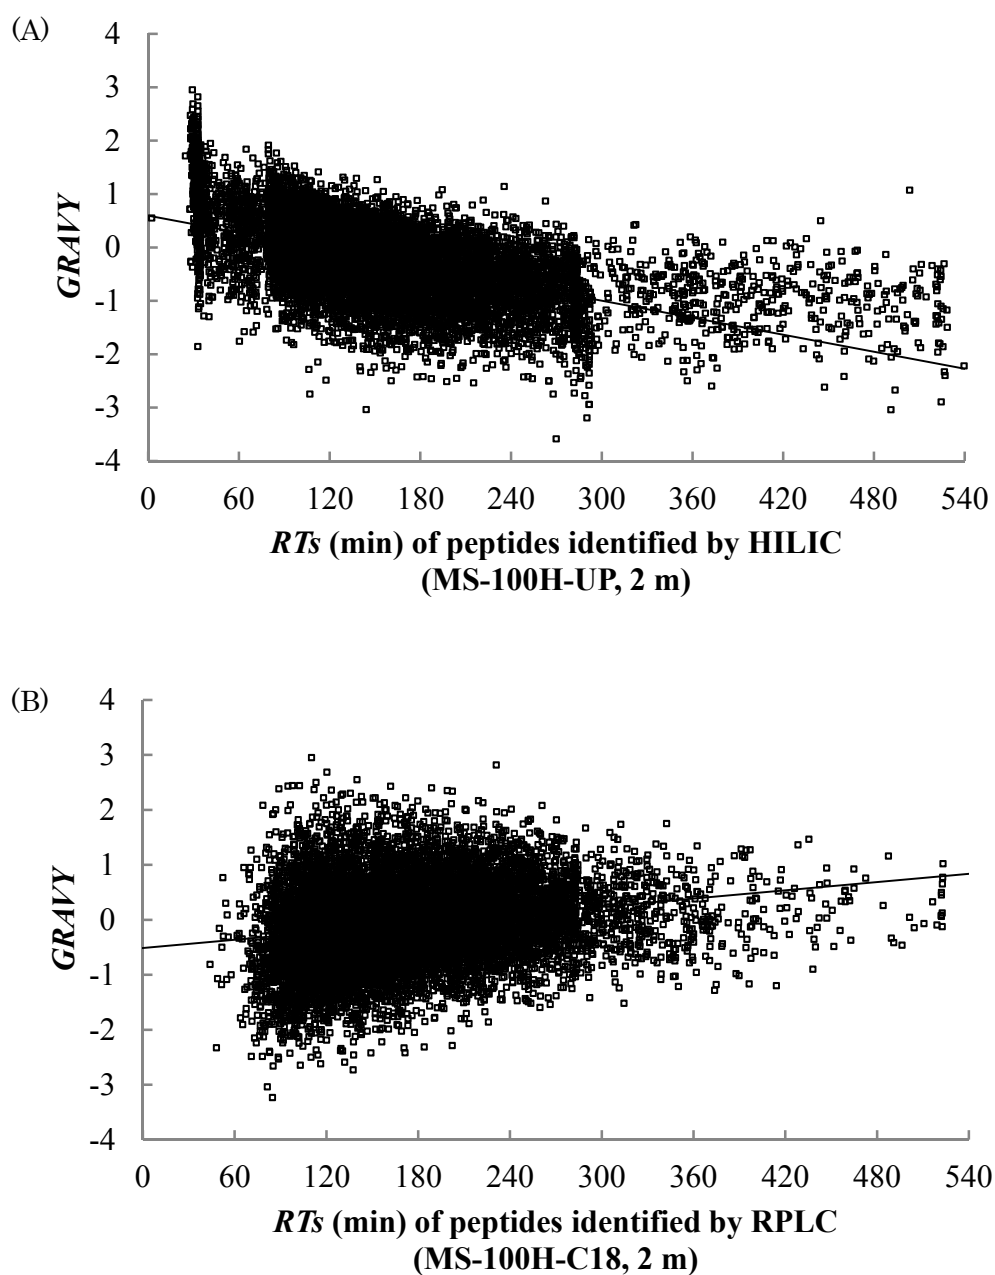 (A)
4
3
2
1
0
-1
-2
-3
-4
GRAVY
0 60 120 180 240 300 360 420 480 540
RTs (min) of peptides identified by HILIC
(MS-100H-UP, 2 m)
(B)
4
3
2
1
0
-1
-2
-3
-4
GRAVY
0 60 120 180 240 300 360 420 480 540
RTs (min) of peptides identified by RPLC
(MS-100H-C18, 2 m)